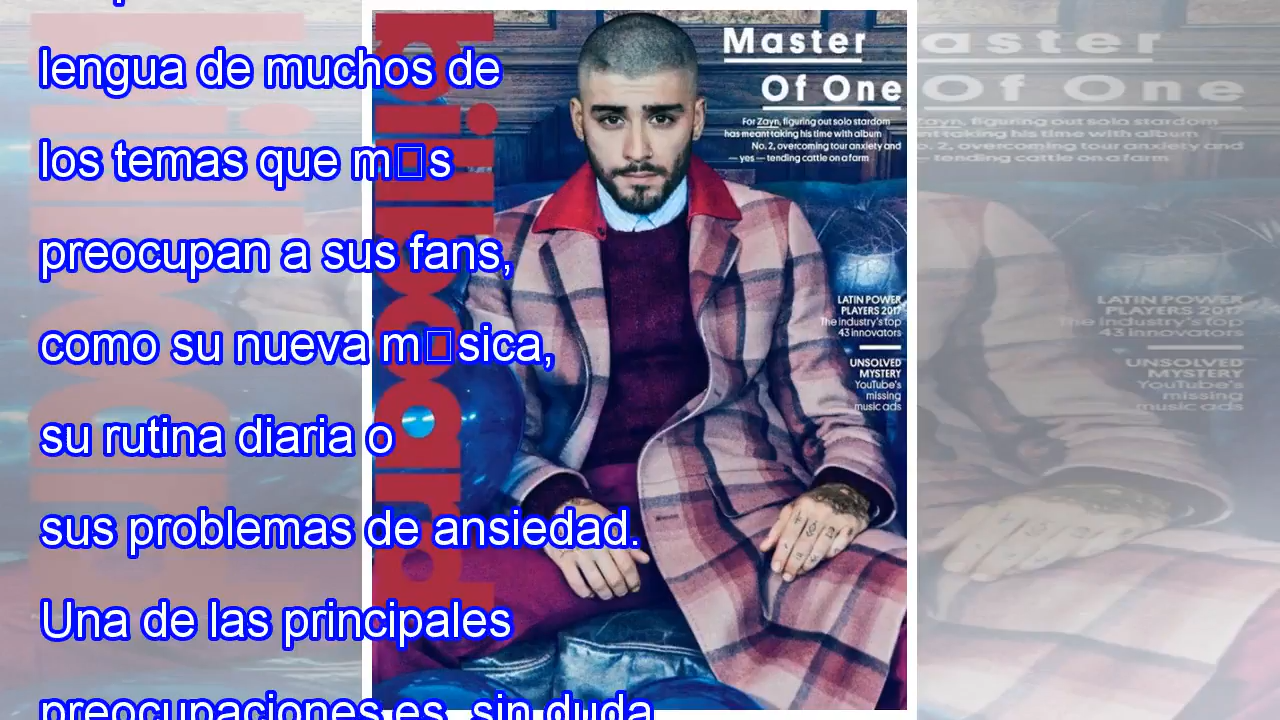 lengua de muchos de
los temas que m□s
preocupan a sus fans,
como su nueva m□sica,
su rutina diaria o
sus problemas de ansiedad.
Una de las principales
preocupaciones es, sin duda
billboard
Master
Of One
For Zayn, figuring out solo stardom
has meant taking his time with album
No. 2, overcoming tour anxiety and
— yes — tending cattle on a farm
LATIN POWER
PLAYERS 2017
The industry's top
43 innovators
UNSOLVED
MYSTERY
YouTube's
missing
music ads